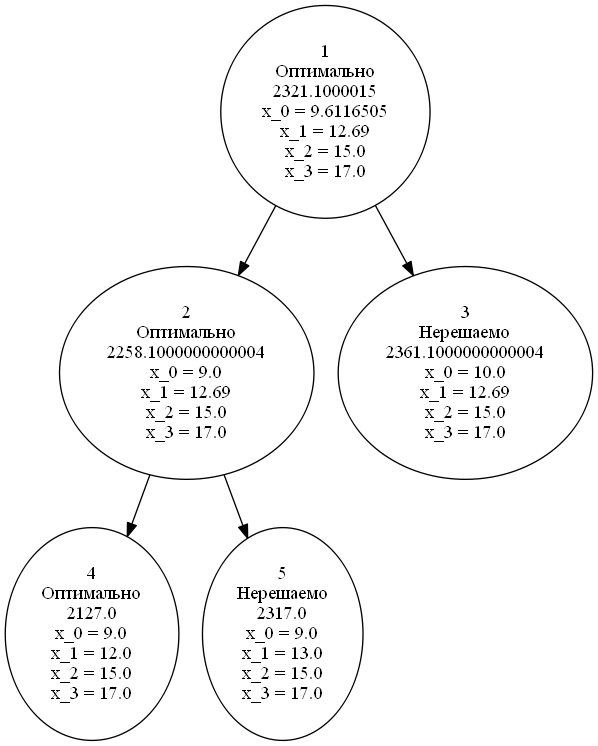 1
Оптимально
2321.1000015
x_0 = 9.6116505
x_1 = 12.69
x_2 = 15.0
x_3 = 17.0
2
Оптимально
2258.1000000000004
x_0 = 9.0
x_1 = 12.69
x_2 = 15.0
x_3 = 17.0
3
Нерешаемо
2361.1000000000004
x_0 = 10.0
x_1 = 12.69
x_2 = 15.0
x_3 = 17.0
4
Оптимально
2127.0
x_0 = 9.0
x_1 = 12.0
x_2 = 15.0
x_3 = 17.0
5
Нерешаемо
2317.0
x_0 = 9.0
x_1 = 13.0
x_2 = 15.0
x_3 = 17.0